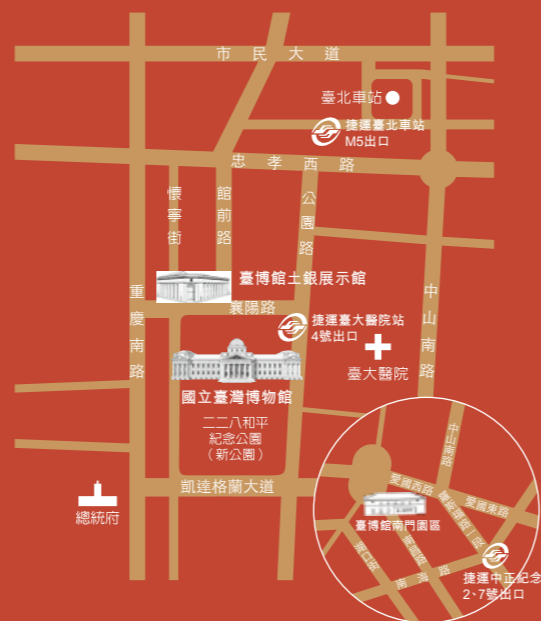 市民大道
臺北車站
捷運臺北車站
M5出口
忠孝西路
懷寧街
館前路
公園路
臺博館土銀展示館
襄陽路
重慶南路
中山南路
捷運臺大醫院站
4號出口
臺大醫院
國立臺灣博物館
二二八和平
紀念公園
（新公園）
凱達格蘭大道
總統府
中山南路
愛國西路
愛國東路
臺博館南門園區
南昌路
南海路
捷運中正紀念
2、7號出口